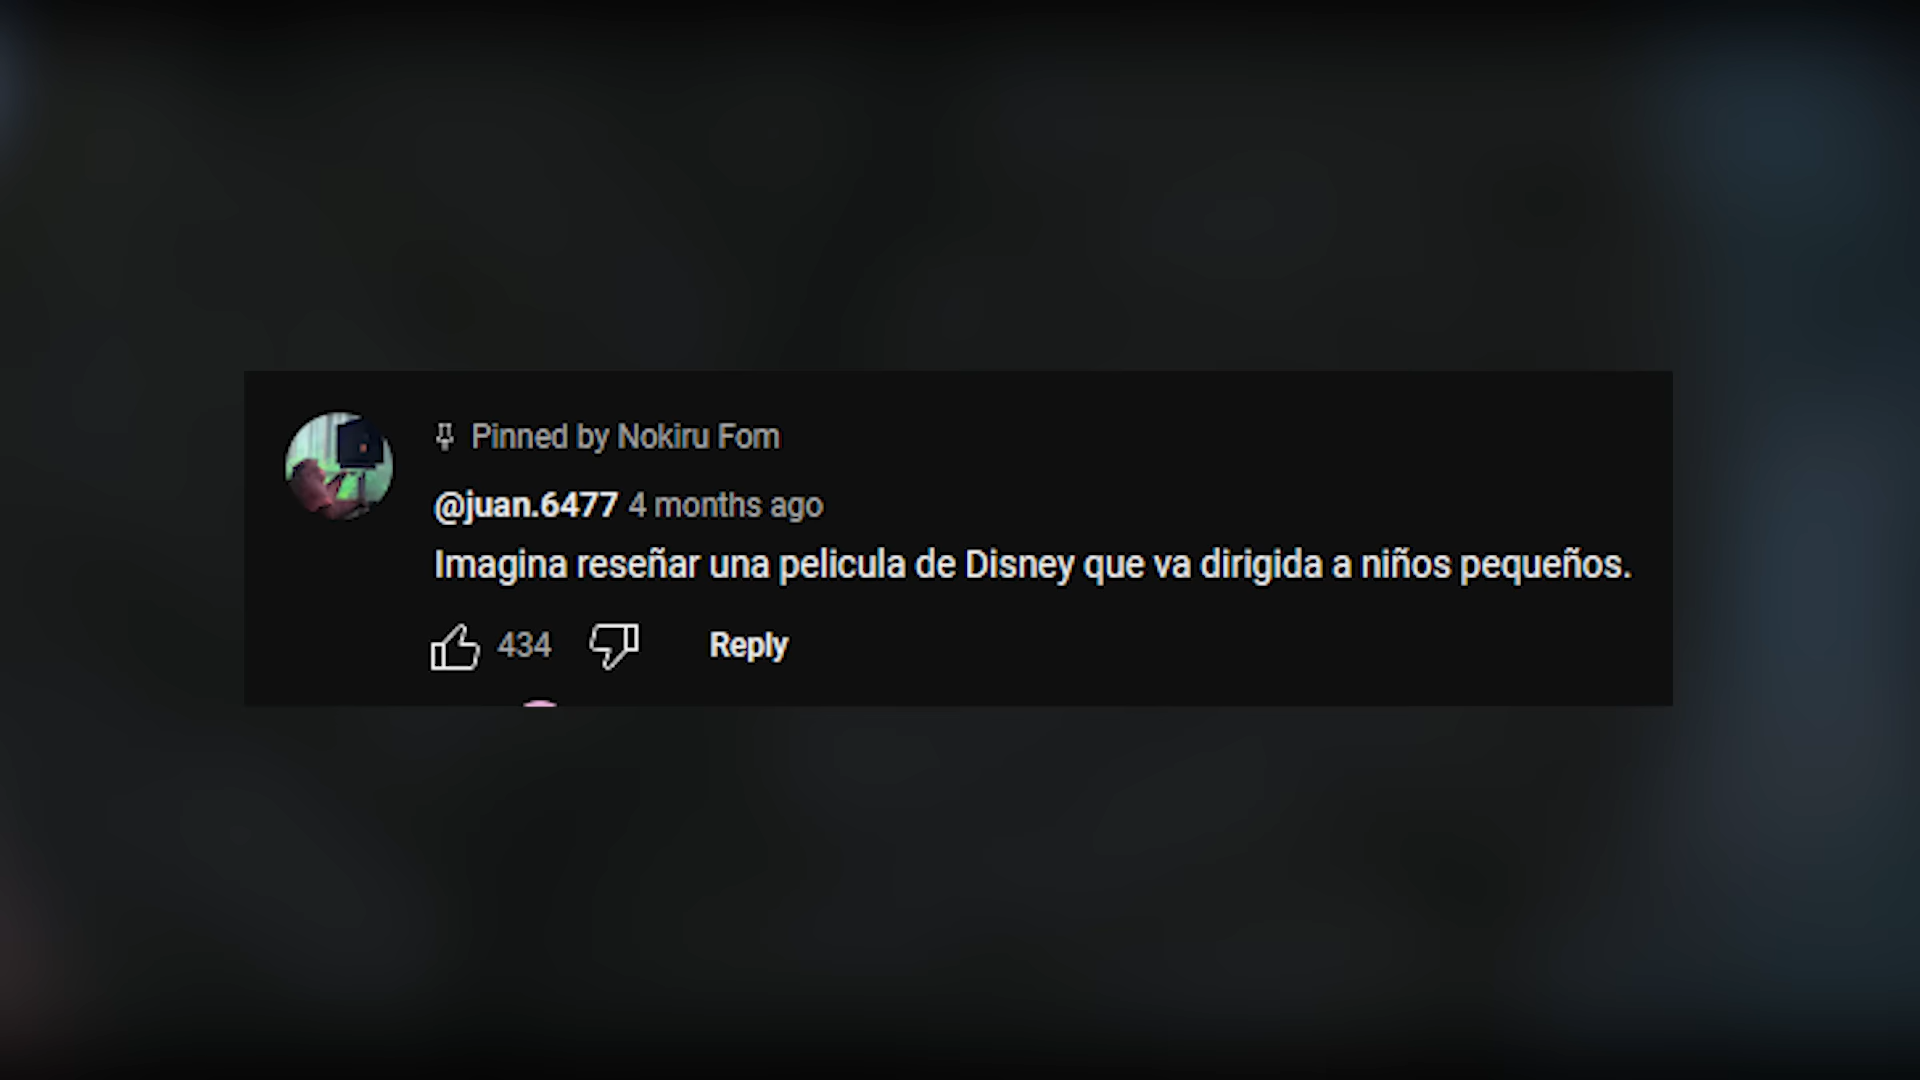 Pinned by Nokiru Fom
@juan.6477 4 months ago
Imagina reseñar una pelicula de Disney que va dirigida a niños pequeños.
434 Reply